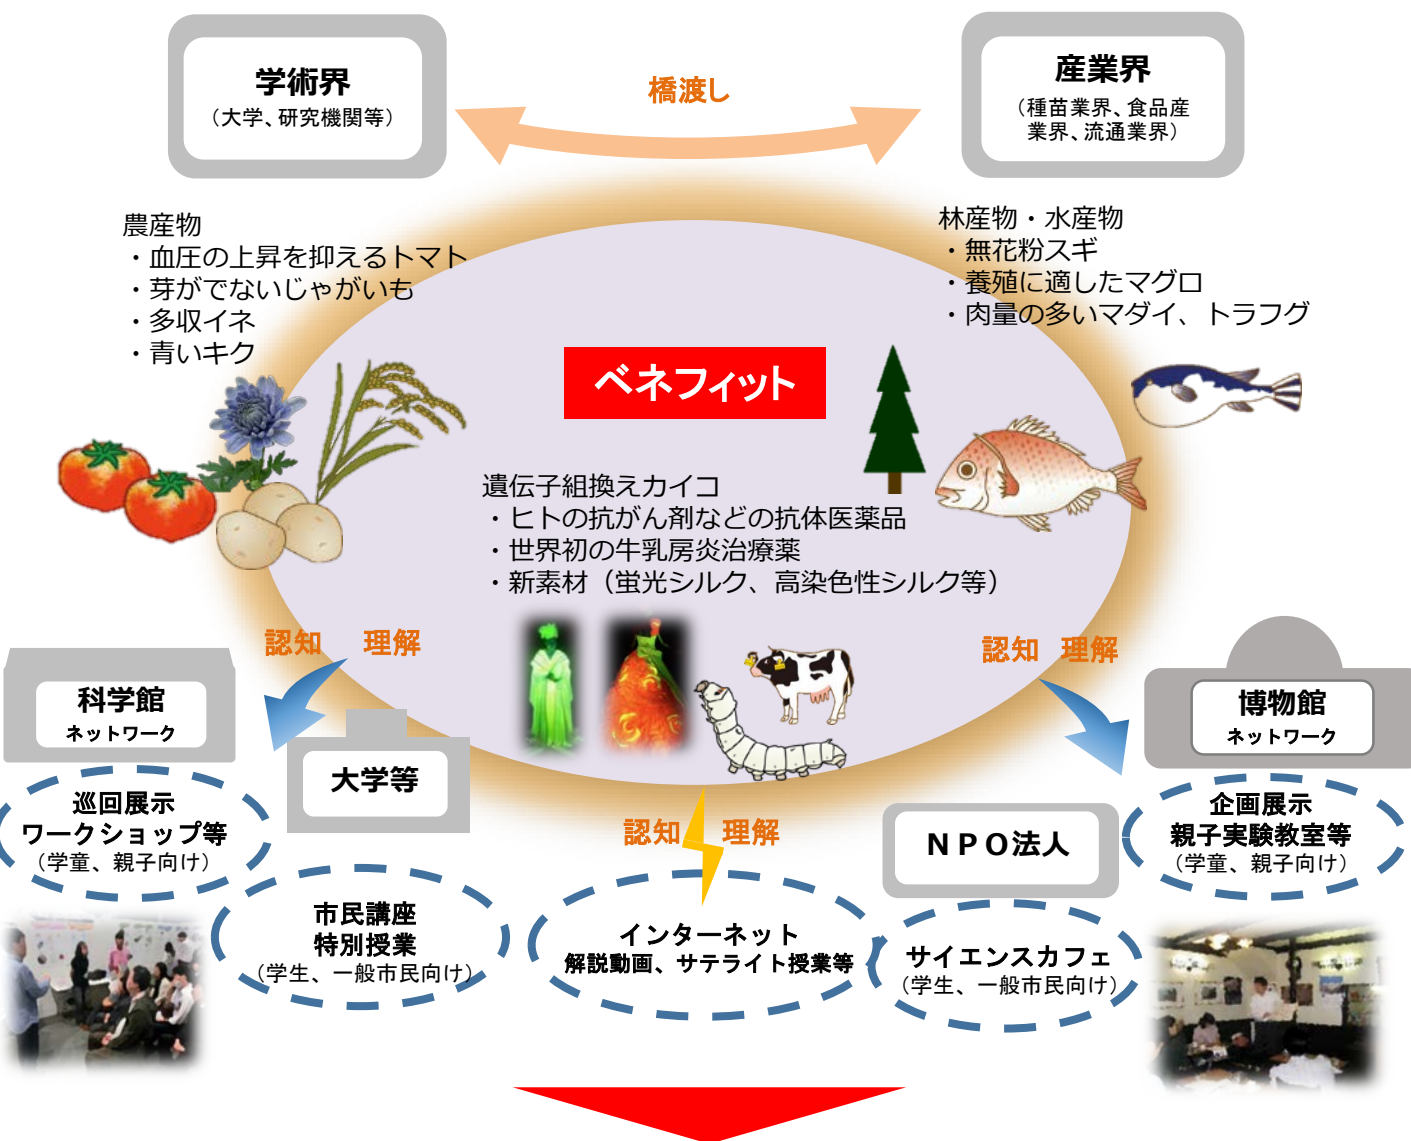 学術界
（大学、研究機関等）
橋渡し
産業界
（種苗業界、食品産
業界、流通業界）
農産物
・血圧の上昇を抑えるトマト
・芽がでないじゃがいも
・多収イネ
・青いキク
林産物・水産物
・無花粉スギ
・養殖に適したマグロ
・肉量の多いマダイ、トラフグ
ベネフィット
遺伝子組換えカイコ
・ヒトの抗がん剤などの抗体医薬品
・世界初の牛乳房炎治療薬
・新素材（蛍光シルク、高染色性シルク等）
認知　理解
認知　理解
科学館
ネットワーク
博物館
ネットワーク
大学等
巡回展示
ワークショップ等
（学童、親子向け）
認知　理解
ＮＰＯ法人
企画展示
親子実験教室等
（学童、親子向け）
市民講座
特別授業
（学生、一般市民向け）
インターネット
解説動画、サテライト授業等
サイエンスカフェ
（学生、一般市民向け）